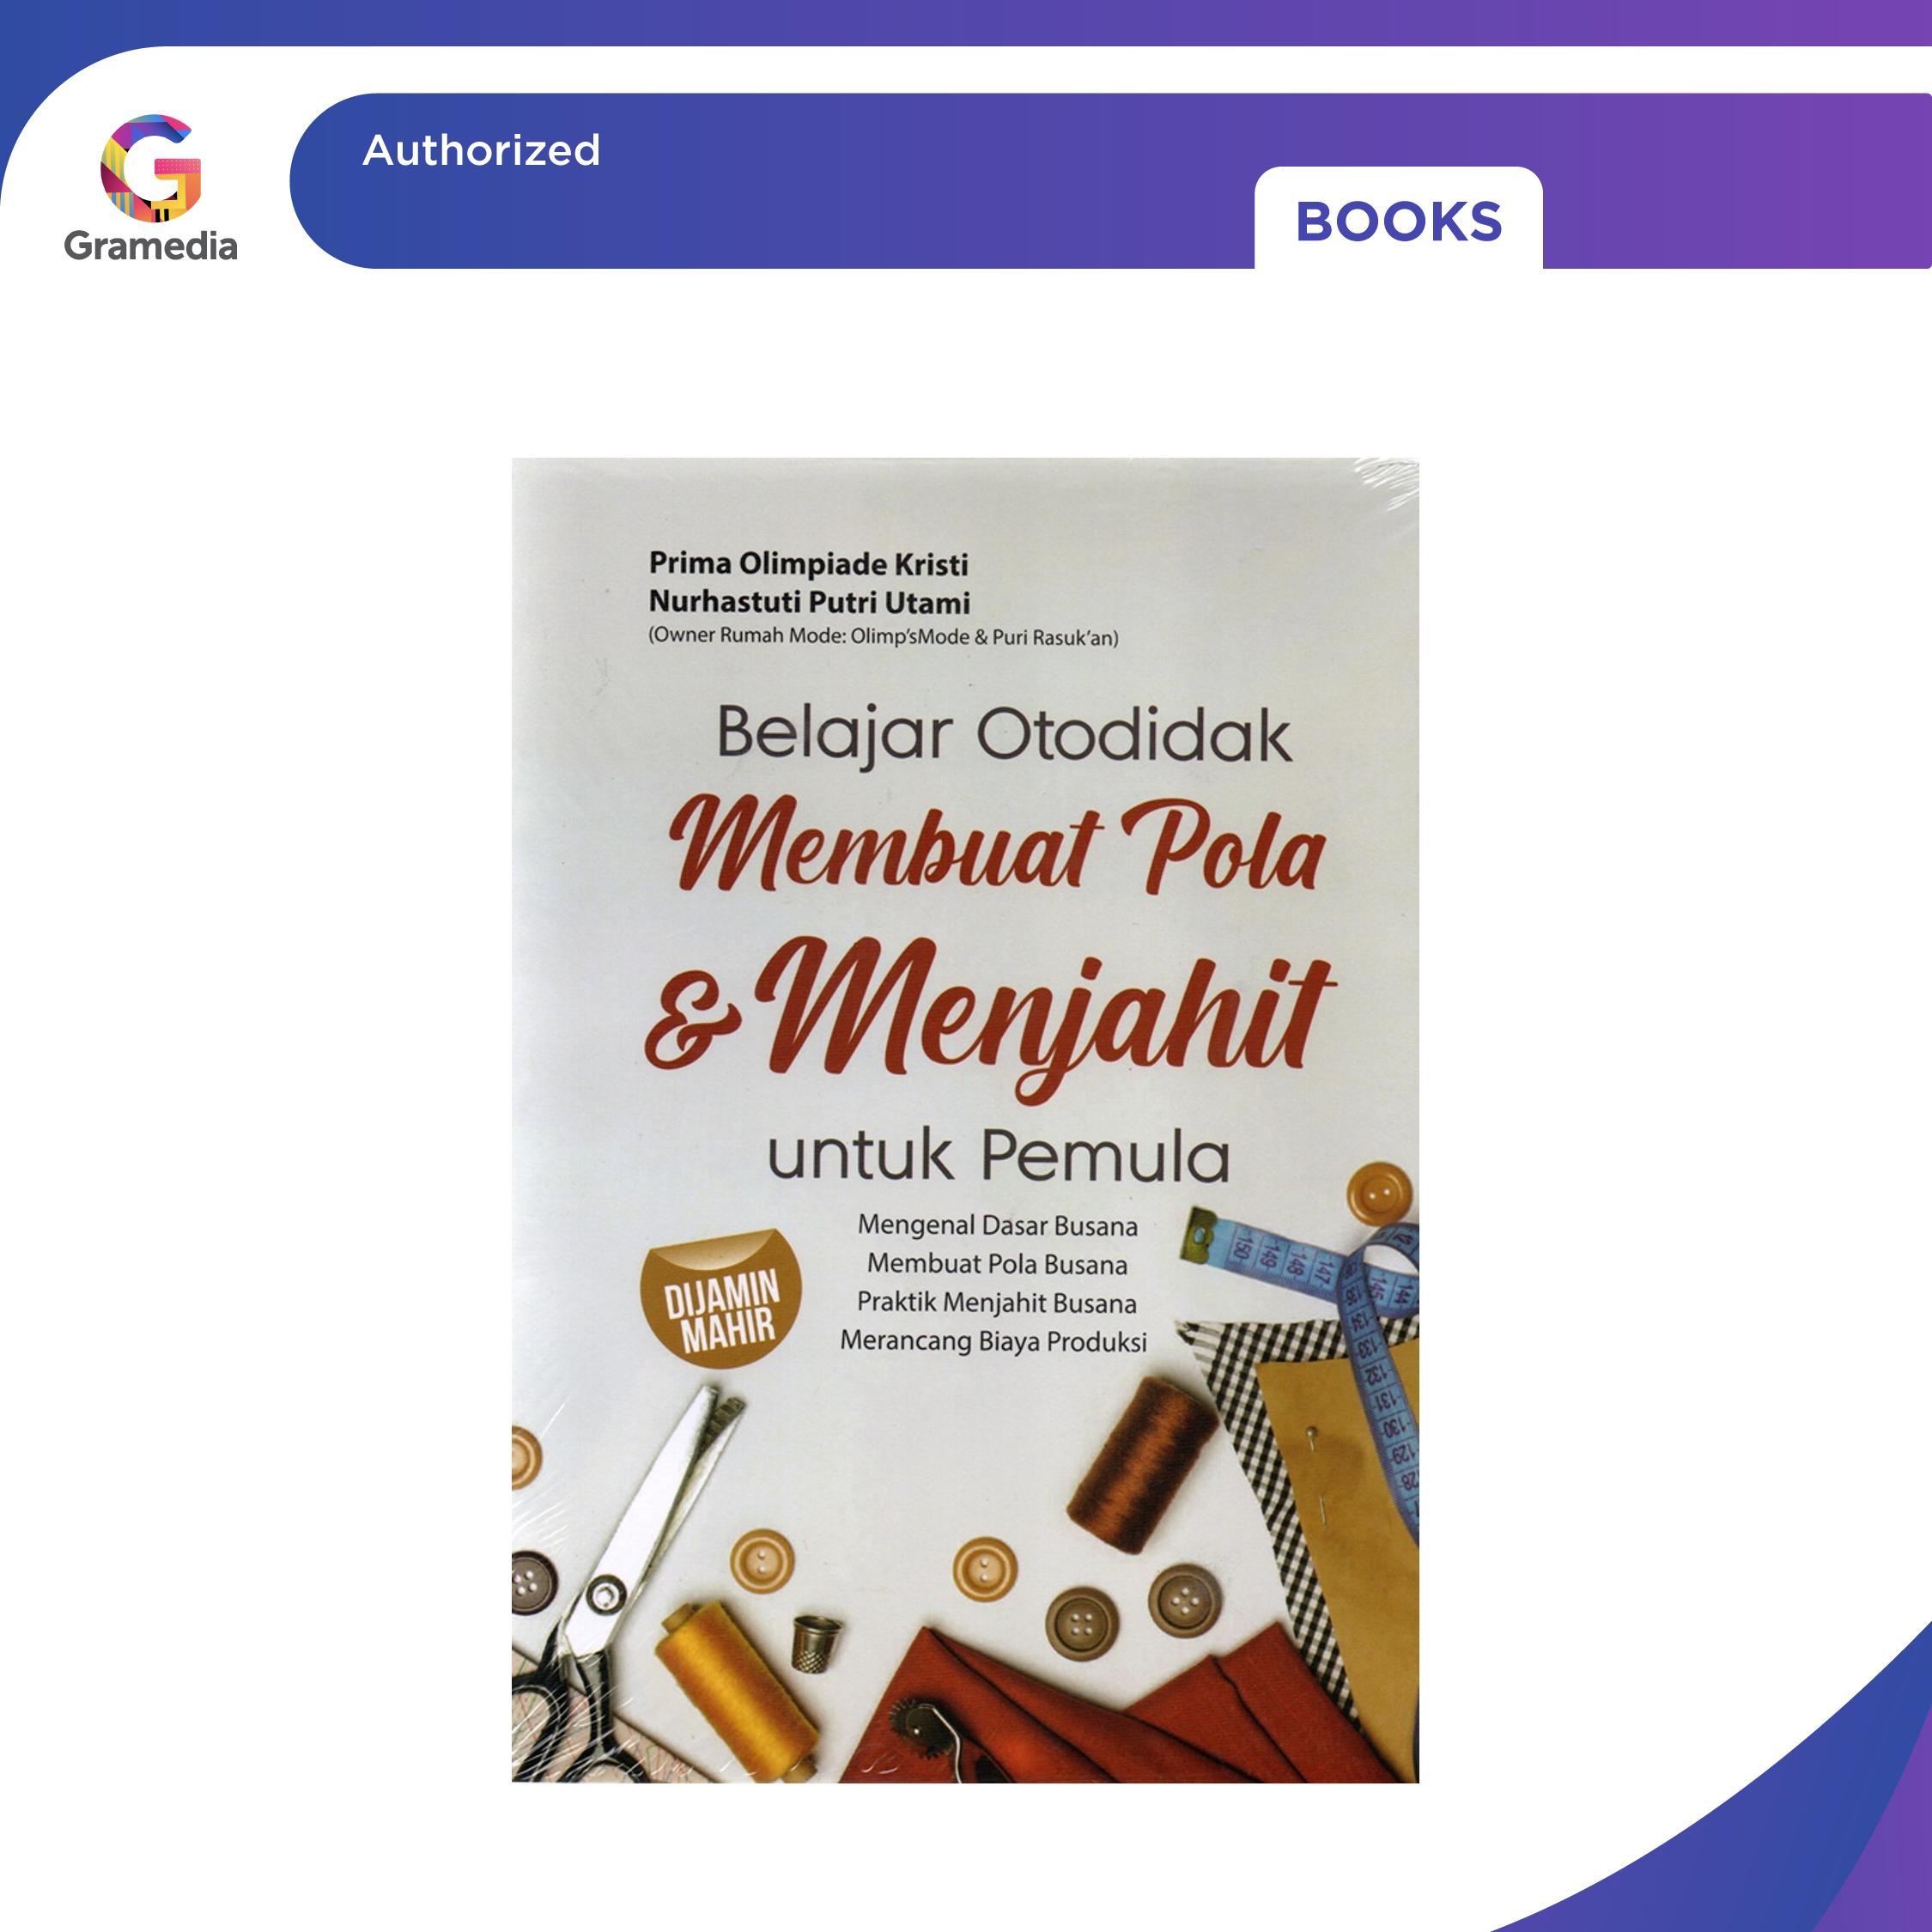 Gramedia
Authorized
BOOKS
Prima Olimpiade Kristi
Nurhastuti Putri Utami
(Owner Rumah Mode: Olimp'sMode & Puri Rasuk'an)
Belajar Otodidak
Membuat Pola
& Menjahit
untuk Pemula
Mengenal Dasar Busana
Membuat Pola Busana
Praktik Menjahit Busana
Merancang Biaya Produksi
DIJAMIN
MAHIR